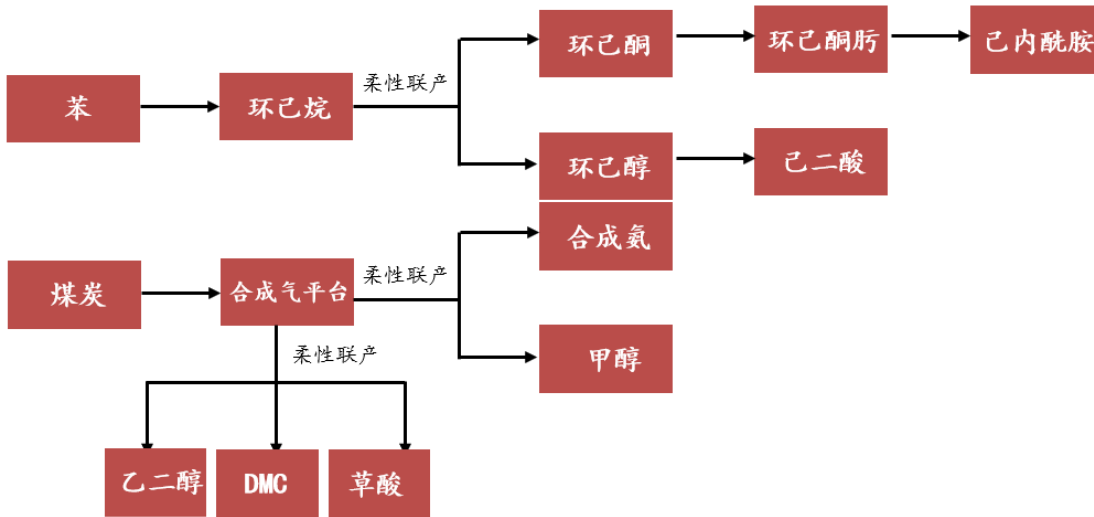 环己酮
环己酮肟
己内酰胺
苯
环己烷
柔性联产
环己醇
己二酸
合成氨
煤炭
合成气平台
柔性联产
甲醇
柔性联产
乙二醇
DMC
草酸